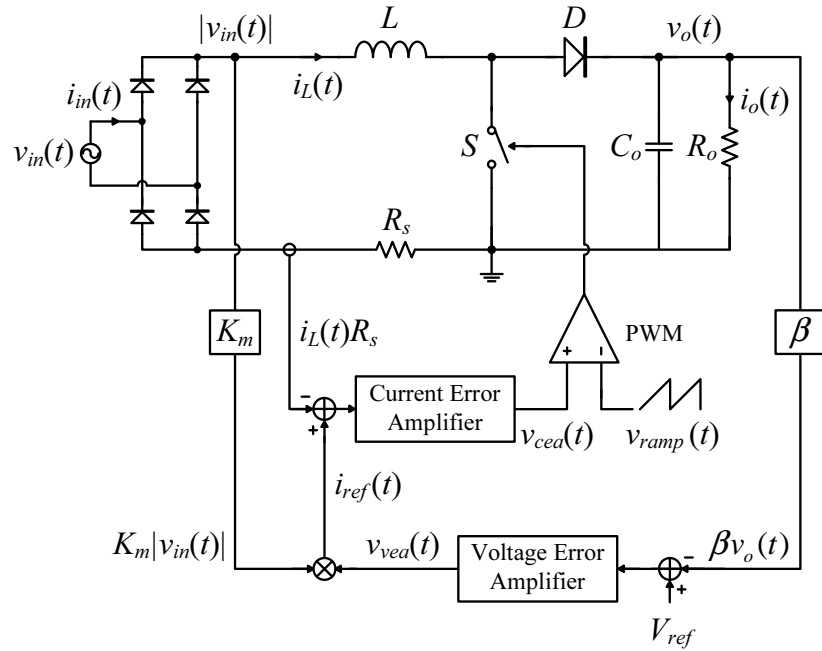 |v_in(t)|
L
D
v_o(t)
i_in(t)
i_L(t)
i_o(t)
v_in(t)
S
C_o
R_o
R_s
K_m
i_L(t)R_s
+
-
PWM
β
-
+
Current Error
Amplifier
v_cea(t)
v_ramp(t)
i_ref(t)
K_m|v_in(t)|
v_vea(t)
Voltage Error
Amplifier
-
+
βv_o(t)
V_ref